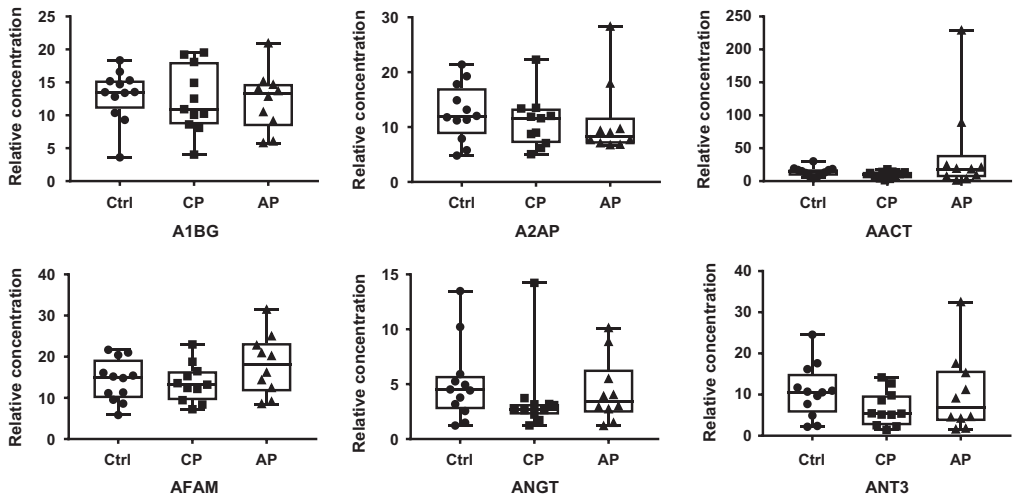 Relative concentration
25
20
15
10
5
0
Ctrl CP AP
A1BG
Relative concentration
30
20
10
0
Ctrl CP AP
A2AP
Relative concentration
250
200
150
100
50
0
Ctrl CP AP
AACT
Relative concentration
40
30
20
10
0
Ctrl CP AP
AFAM
Relative concentration
15
10
5
0
Ctrl CP AP
ANGT
Relative concentration
40
30
20
10
0
Ctrl CP AP
ANT3